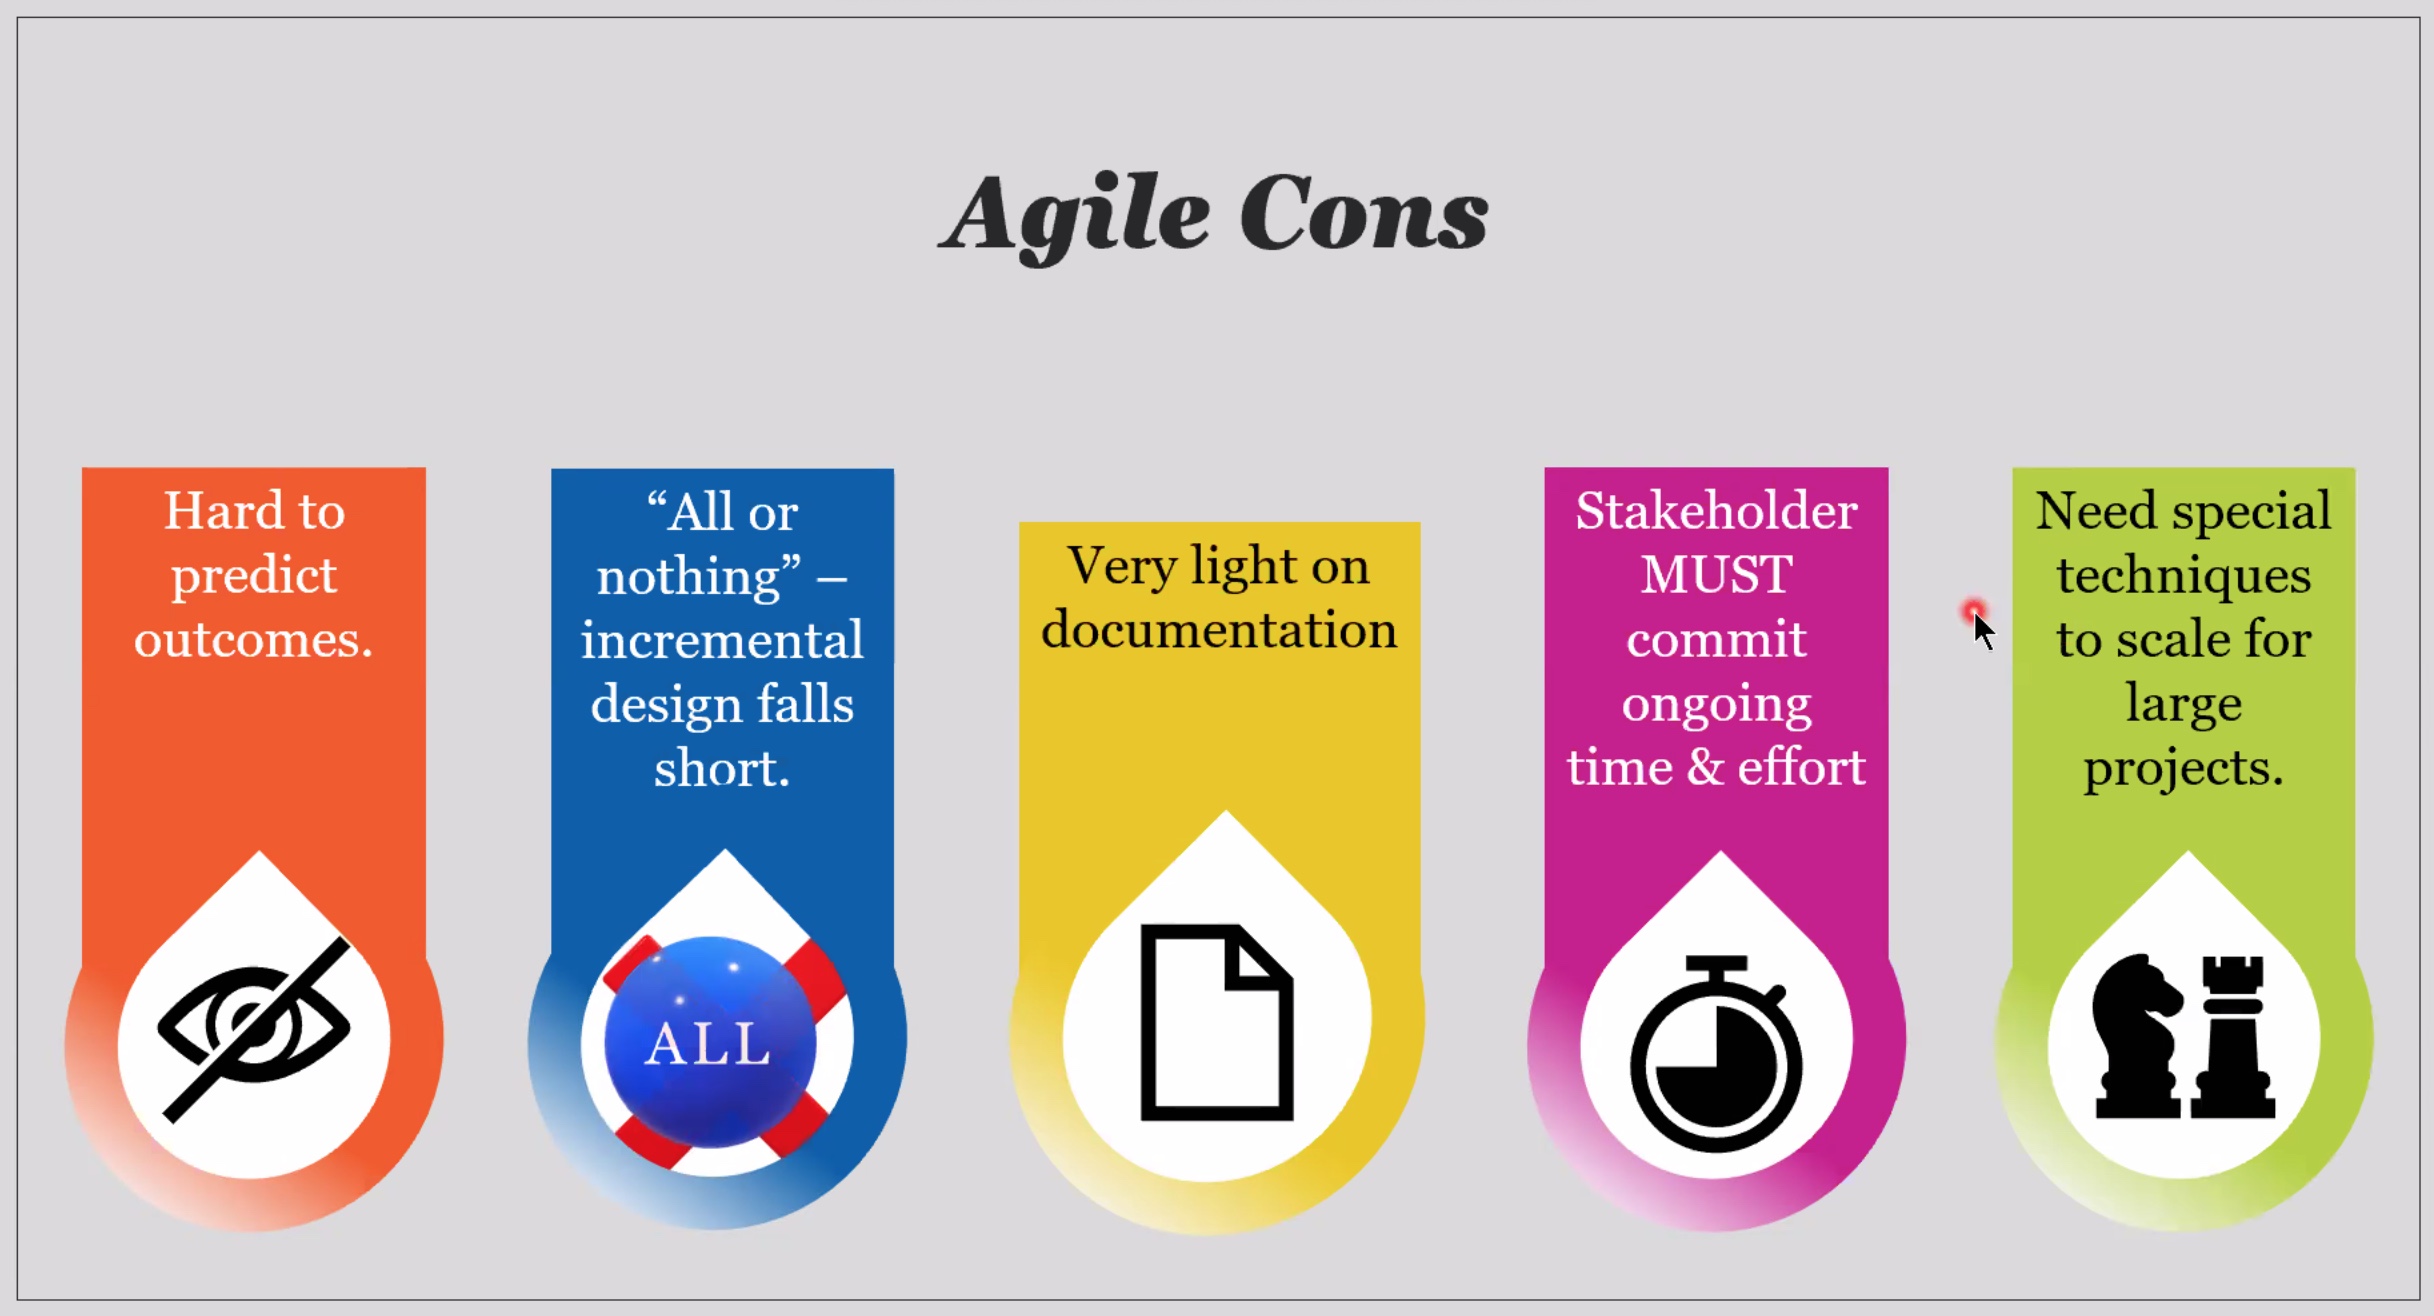 Agile Cons
Hard to
predict
outcomes.
“All or
nothing” –
incremental
design falls
short.
ALL
Very light on
documentation
Stakeholder
MUST
commit
ongoing
time & effort
Need special
techniques
to scale for
large
projects.